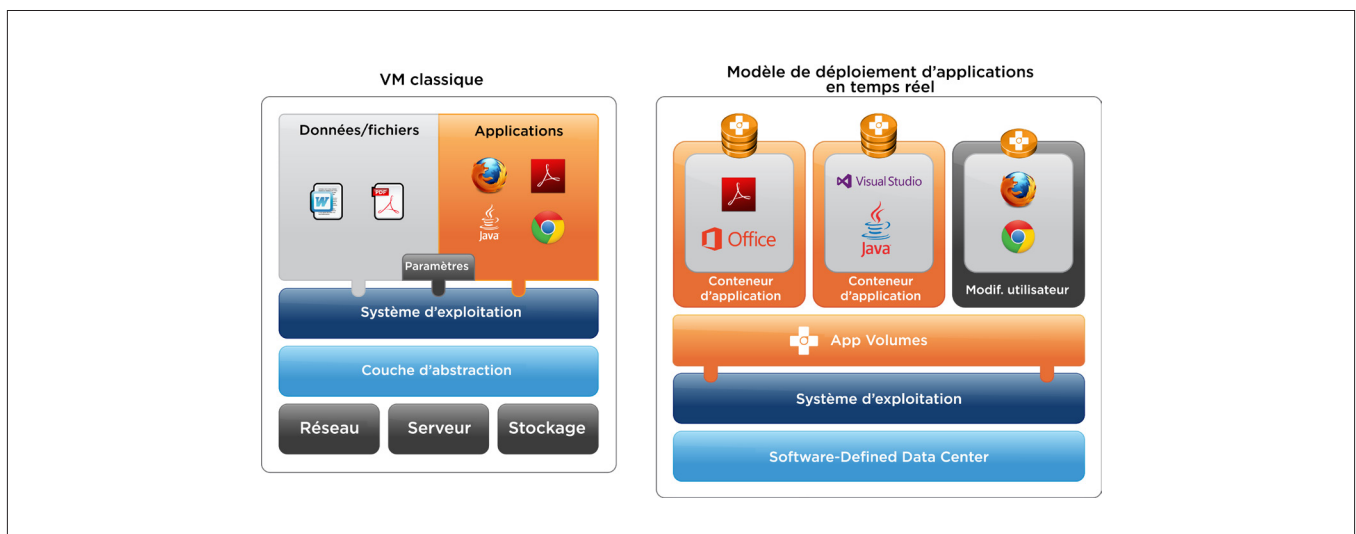 VM classique
Données/fichiers
Applications
W
PDF
Java
Paramètres
Système d'exploitation
Couche d'abstraction
Réseau
Serveur
Stockage
Modèle de déploiement d'applications
en temps réel
Office
Conteneur
d'application
Visual Studio
Java
Conteneur
d'application
Modif. utilisateur
App Volumes
Système d'exploitation
Software-Defined Data Center